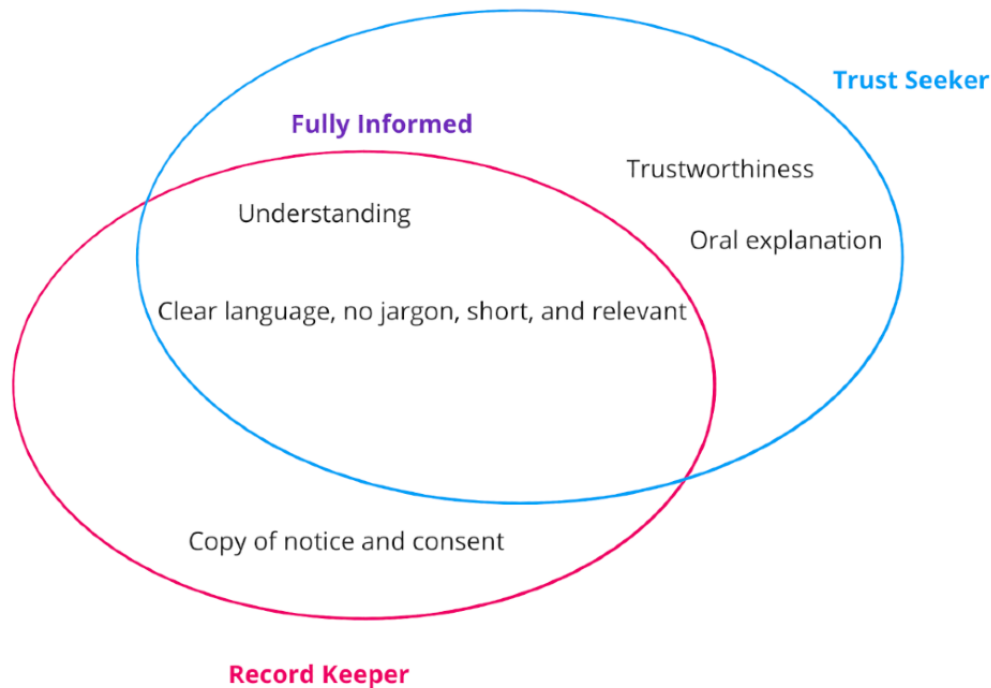 Trust Seeker
Fully Informed
Trustworthiness
Understanding
Oral explanation
Clear language, no jargon, short, and relevant
Copy of notice and consent
Record Keeper